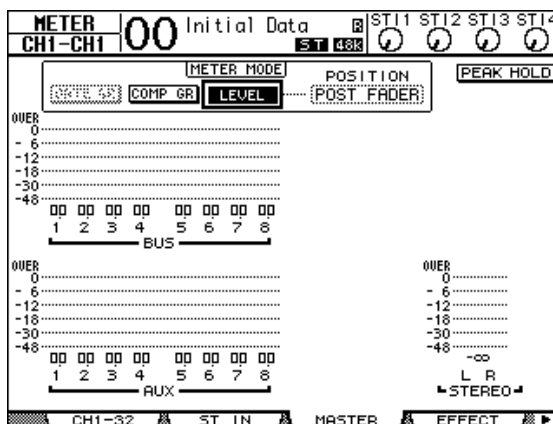 METER
CH1-CH1
00
Initial Data
R
ST 48k
STI1 STI2 STI3 STI4
METER MODE
GATE GR
COMP GR
LEVEL
POSITION
POST FADER
PEAK HOLD
OVER
0
- 6
-12
-18
-30
-48
00 00 00 00 00 00 00 00
1 2 3 4 5 6 7 8
BUS
OVER
0
- 6
-12
-18
-30
-48
00 00 00 00 00 00 00 00
1 2 3 4 5 6 7 8
AUX
OVER
0
- 6
-12
-18
-30
-48
-∞
L R
STEREO
CH1-32
ST IN
MASTER
EFFECT